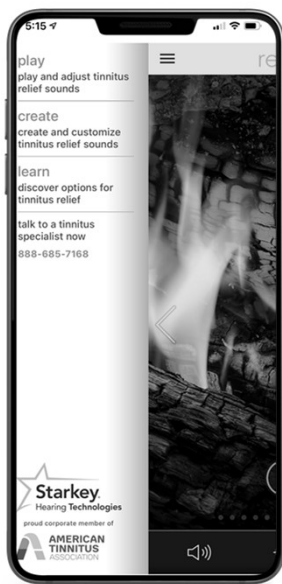 5:15
play
play and adjust tinnitus
relief sounds
create
create and customize
tinnitus relief sounds
learn
discover options for
tinnitus relief
talk to a tinnitus
specialist now
888-685-7168
re
Starkey
Hearing Technologies
proud corporate member of
AMERICAN
TINNITUS
ASSOCIATION